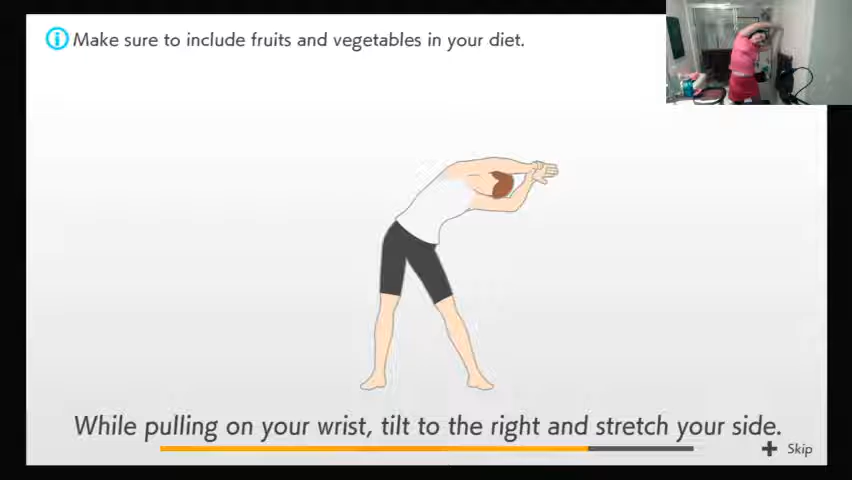 Make sure to include fruits and vegetables in your diet.
While pulling on your wrist, tilt to the right and stretch your side.
Skip